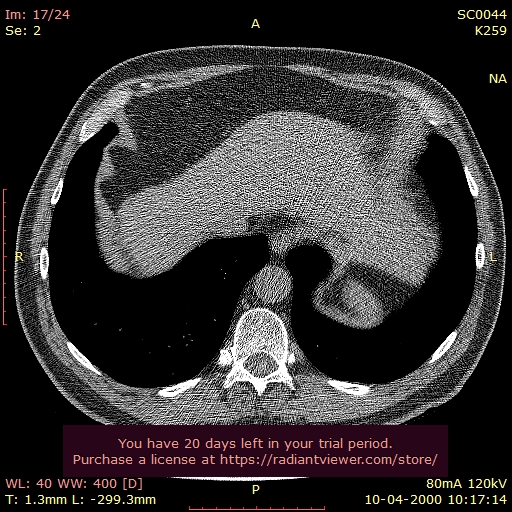 Im: 17/24
Se: 2
A
SC0044
K259
NA
R
L
You have 20 days left in your trial period.
Purchase a license at https://radiantviewer.com/store/
WL: 40 WW: 400 [D]
T: 1.3mm L: -299.3mm
P
80mA 120kV
10-04-2000 10:17:14